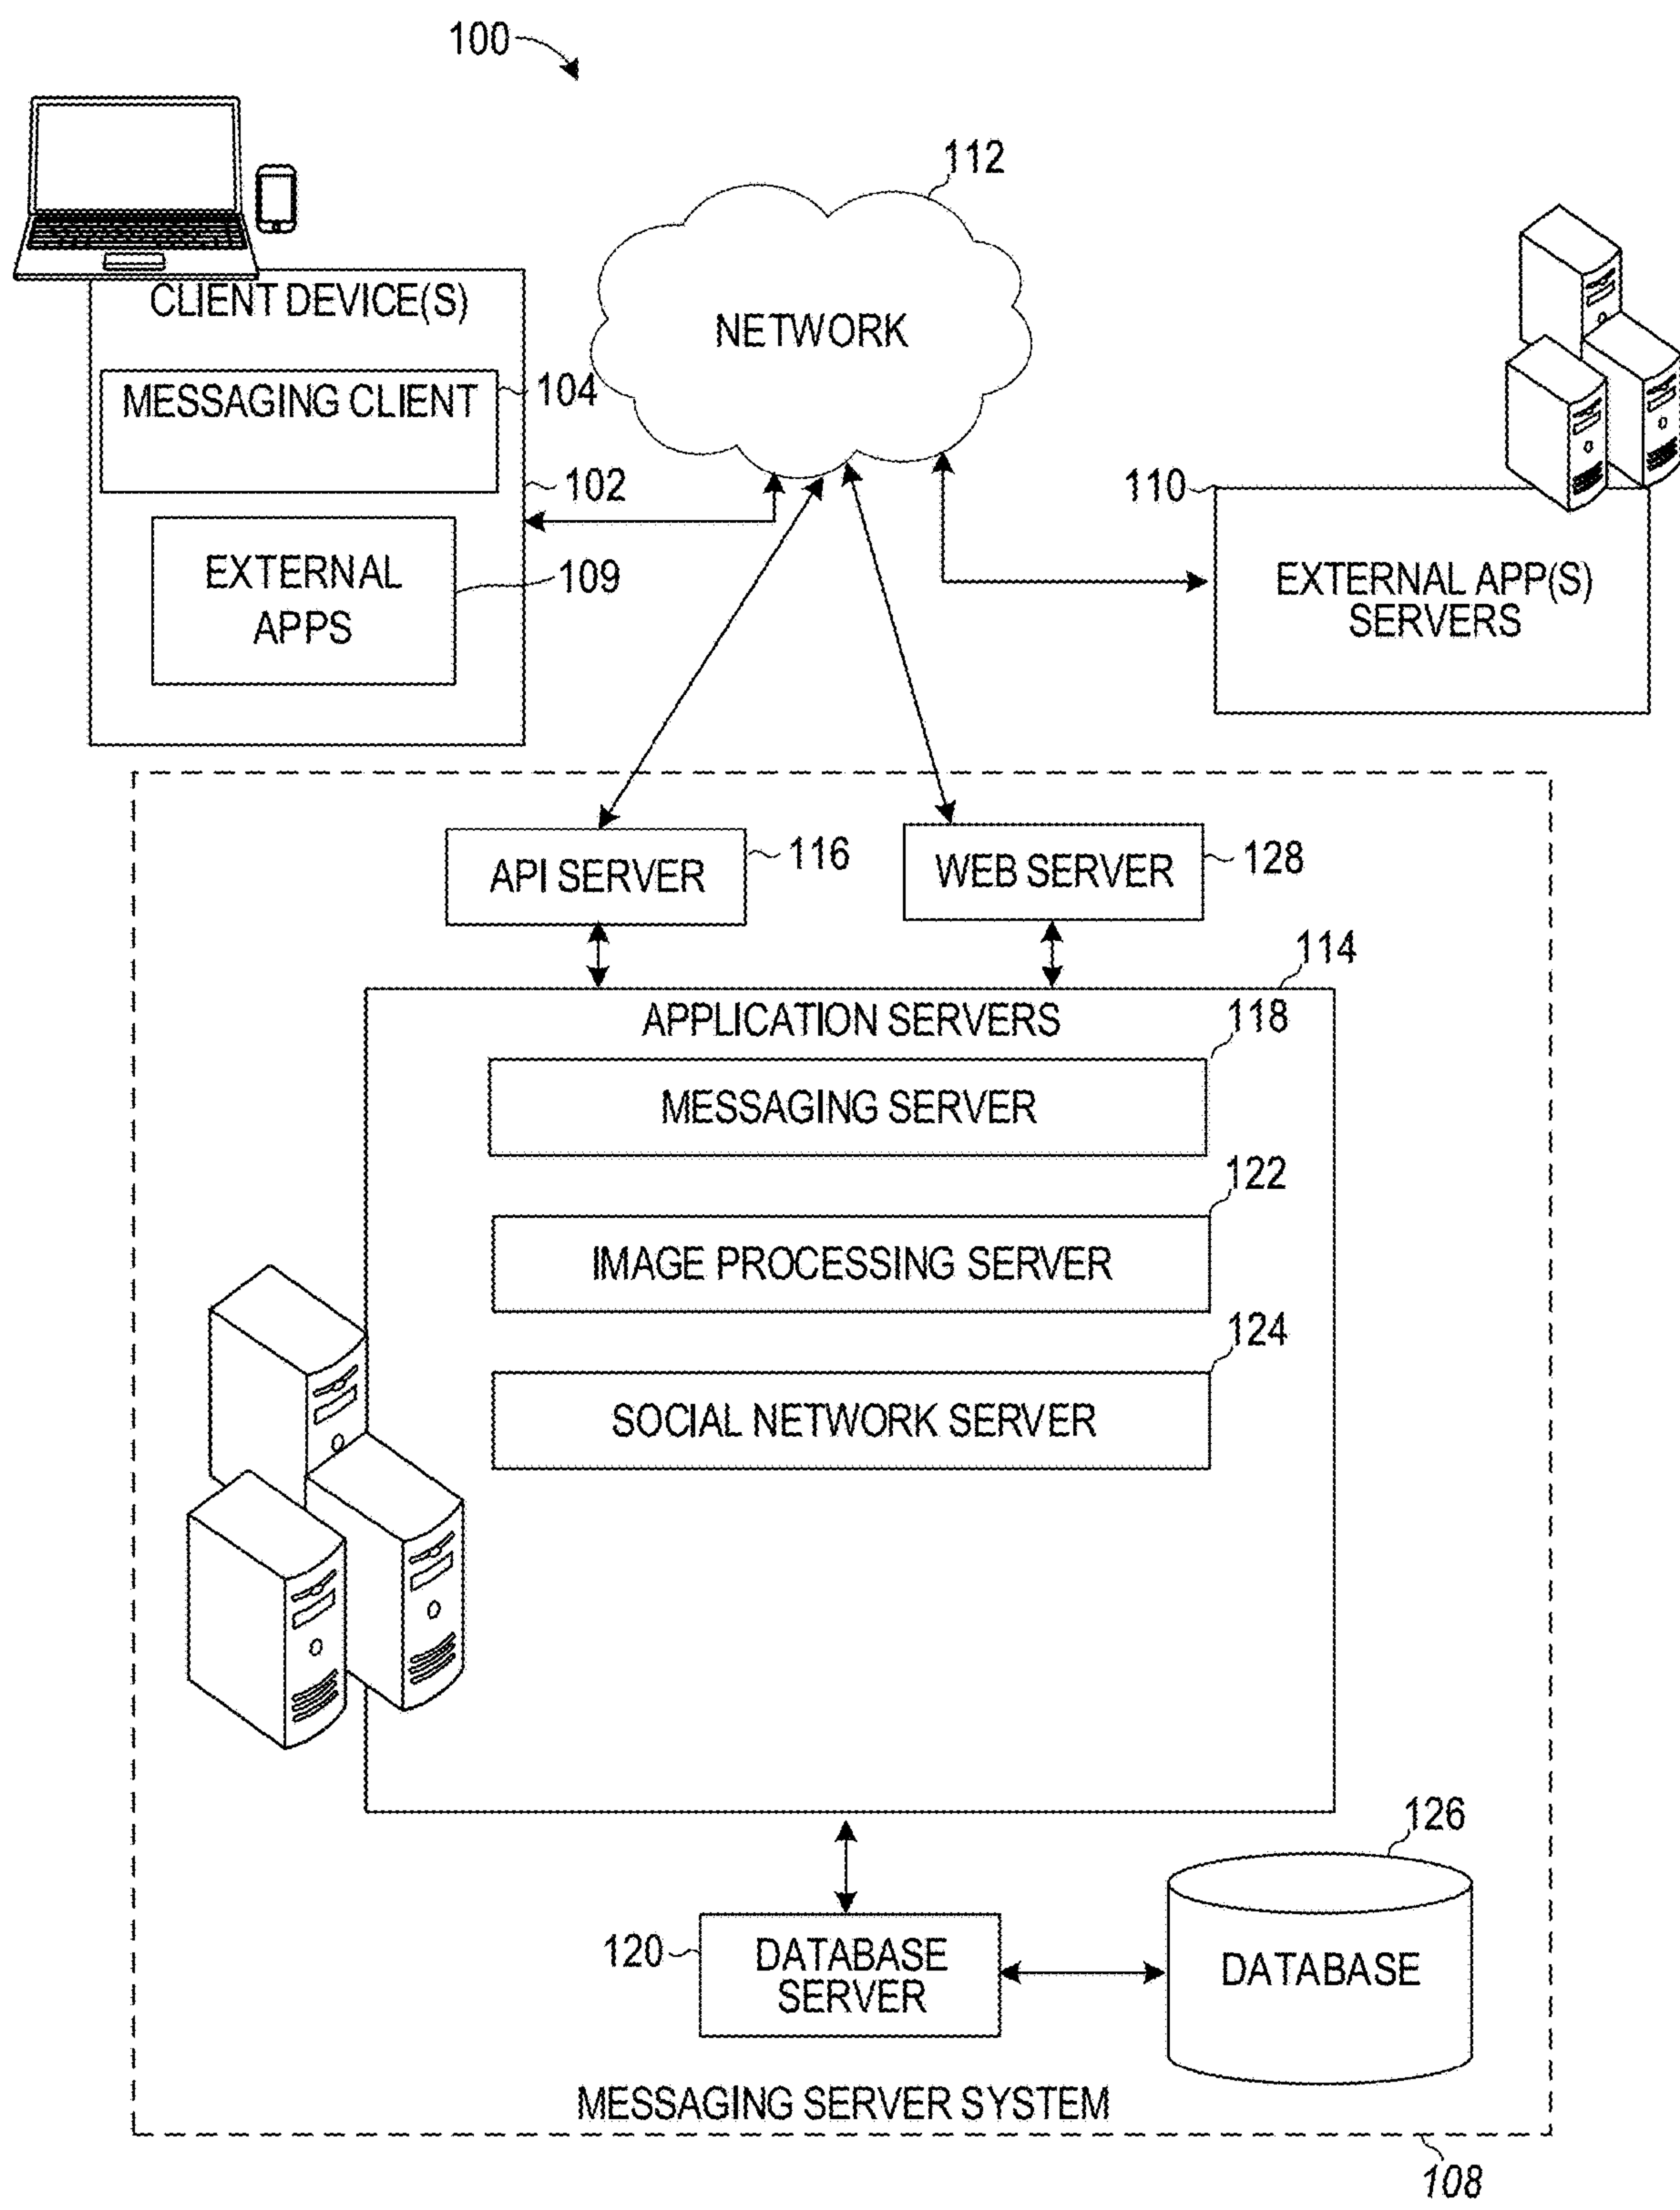 100
112
CLIENT DEVICE(S)
NETWORK
MESSAGING CLIENT
104
102
110
EXTERNAL
APPS
109
EXTERNAL APP(S)
SERVERS
API SERVER
116
WEB SERVER
128
114
APPLICATION SERVERS
118
MESSAGING SERVER
122
IMAGE PROCESSING SERVER
124
SOCIAL NETWORK SERVER
126
120
DATABASE
SERVER
DATABASE
MESSAGING SERVER SYSTEM
108